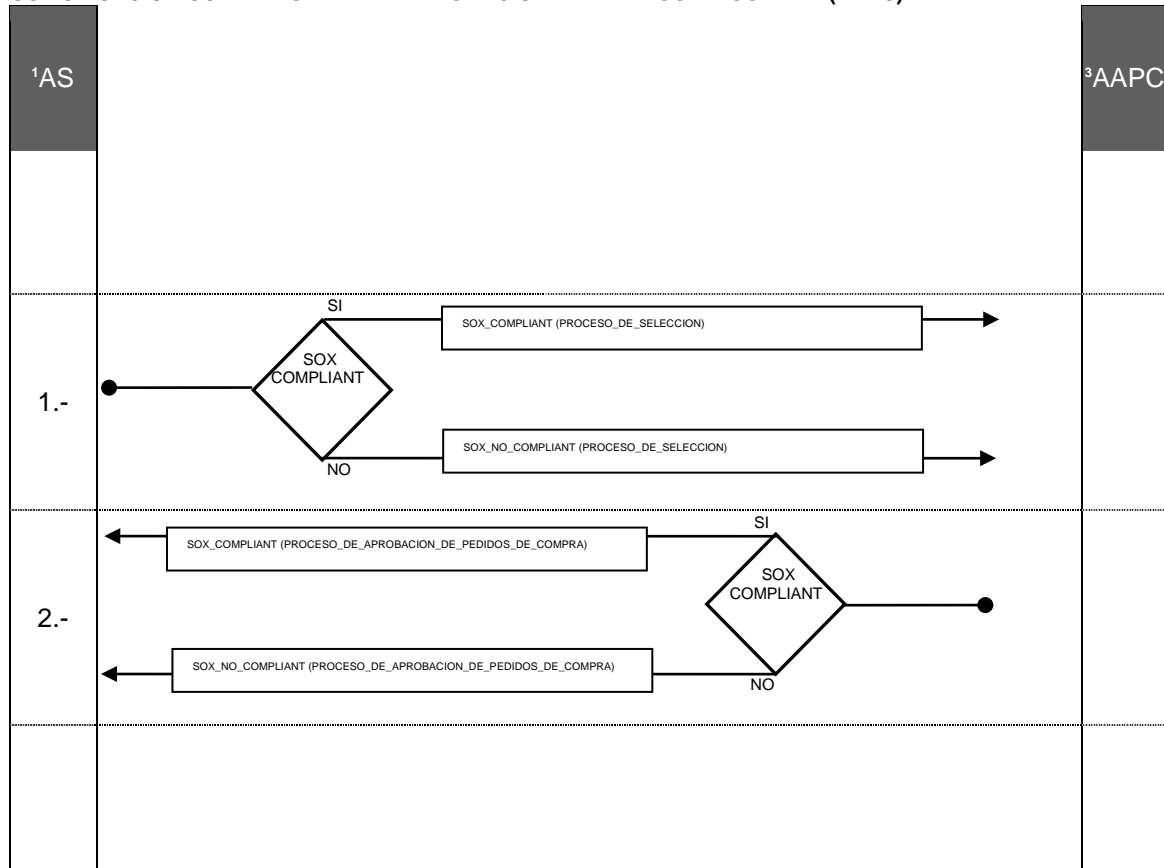 ¹AS
³AAPC
SI
SOX_COMPLIANT (PROCESO_DE_SELECCION)
SOX
COMPLIANT
1.-
SOX_NO_COMPLIANT (PROCESO_DE_SELECCION)
NO
SI
SOX_COMPLIANT (PROCESO_DE_APROBACION_DE_PEDIDOS_DE_COMPRA)
SOX
COMPLIANT
2.-
SOX_NO_COMPLIANT (PROCESO_DE_APROBACION_DE_PEDIDOS_DE_COMPRA)
NO